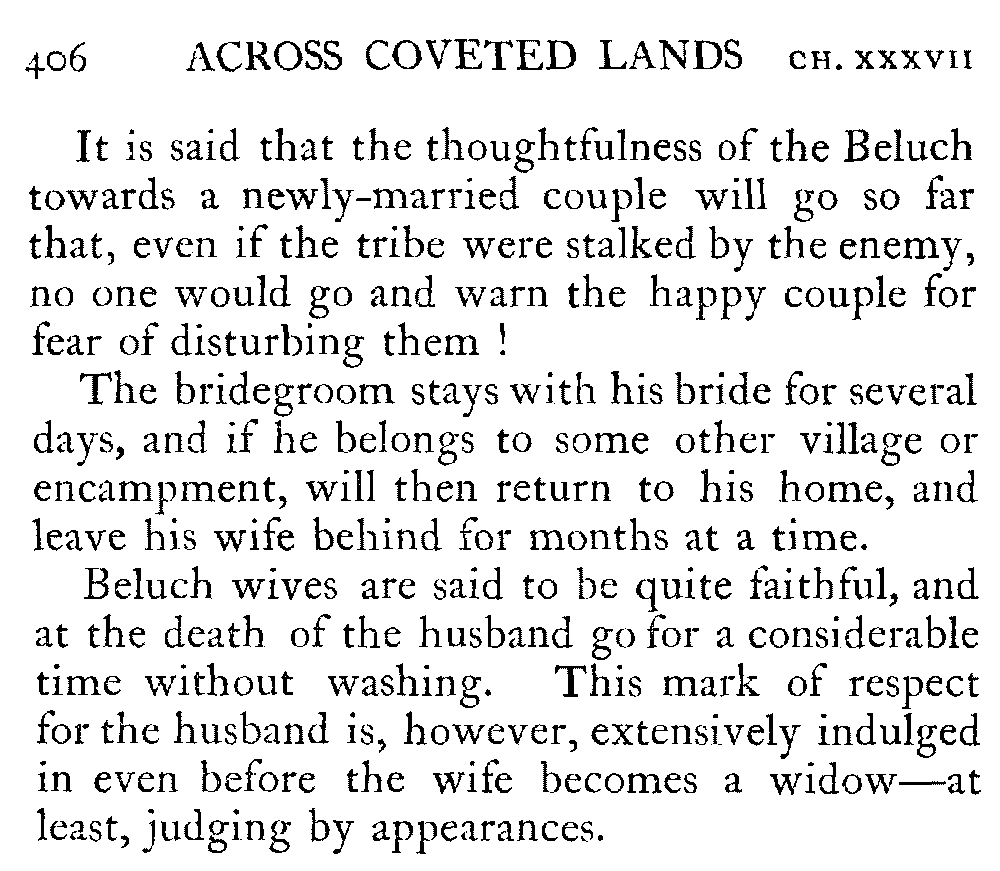 406 ACROSS COVETED LANDS CH. XXXVII
It is said that the thoughtfulness of the Beluch
towards a newly-married couple will go so far
that, even if the tribe were stalked by the enemy,
no one would go and warn the happy couple for
fear of disturbing them !
The bridegroom stays with his bride for several
days, and if he belongs to some other village or
encampment, will then return to his home, and
leave his wife behind for months at a time.
Beluch wives are said to be quite faithful, and
at the death of the husband go for a considerable
time without washing. This mark of respect
for the husband is, however, extensively indulged
in even before the wife becomes a widow—at
least, judging by appearances.